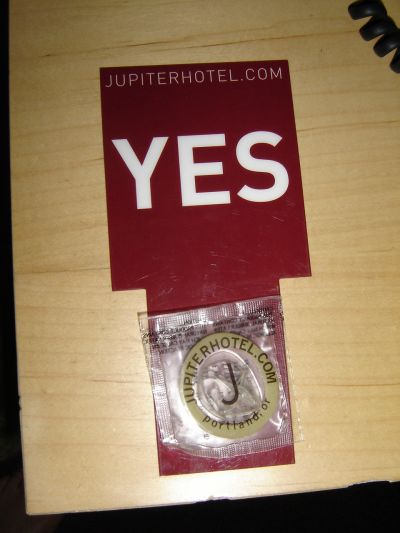 JUPITERHOTEL.COM
YES
JUPITERHOTEL.COM
J
portland, or